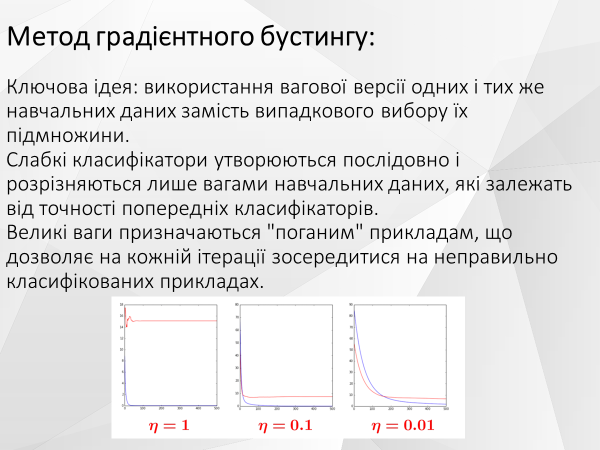 Метод градієнтного бустингу:
Ключова ідея: використання вагової версії одних і тих же
навчальних даних замість випадкового вибору їх
підмножини.
Слабкі класифікатори утворюються послідовно і
розрізняються лише вагами навчальних даних, які залежать
від точності попередніх класифікаторів.
Великі ваги призначаються "поганим" прикладам, що
дозволяє на кожній ітерації зосередитися на неправильно
класифікованих прикладах.
η = 1 η = 0.1 η = 0.01